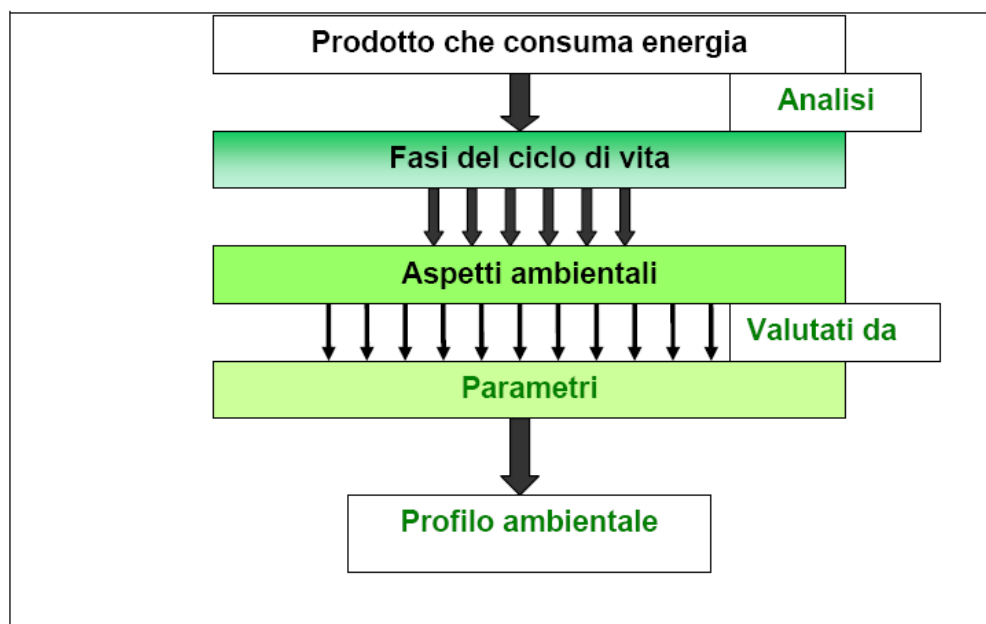 Prodotto che consuma energia
Analisi
Fasi del ciclo di vita
Aspetti ambientali
Valutati da
Parametri
Profilo ambientale